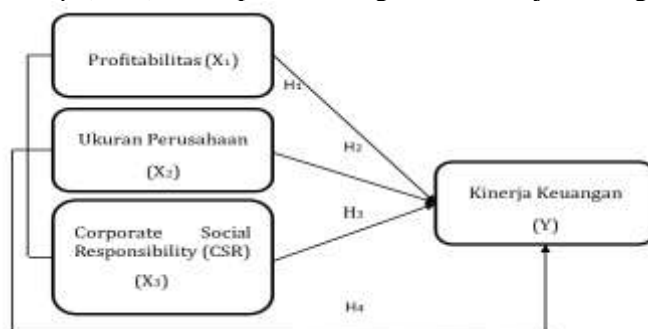 Profitabilitas (X₁)
H₁
Ukuran Perusahaan
(X₂)
H₂
Kinerja Keuangan
(Y)
H₃
Corporate Social
Responsibility (CSR)
(X₃)
H₄